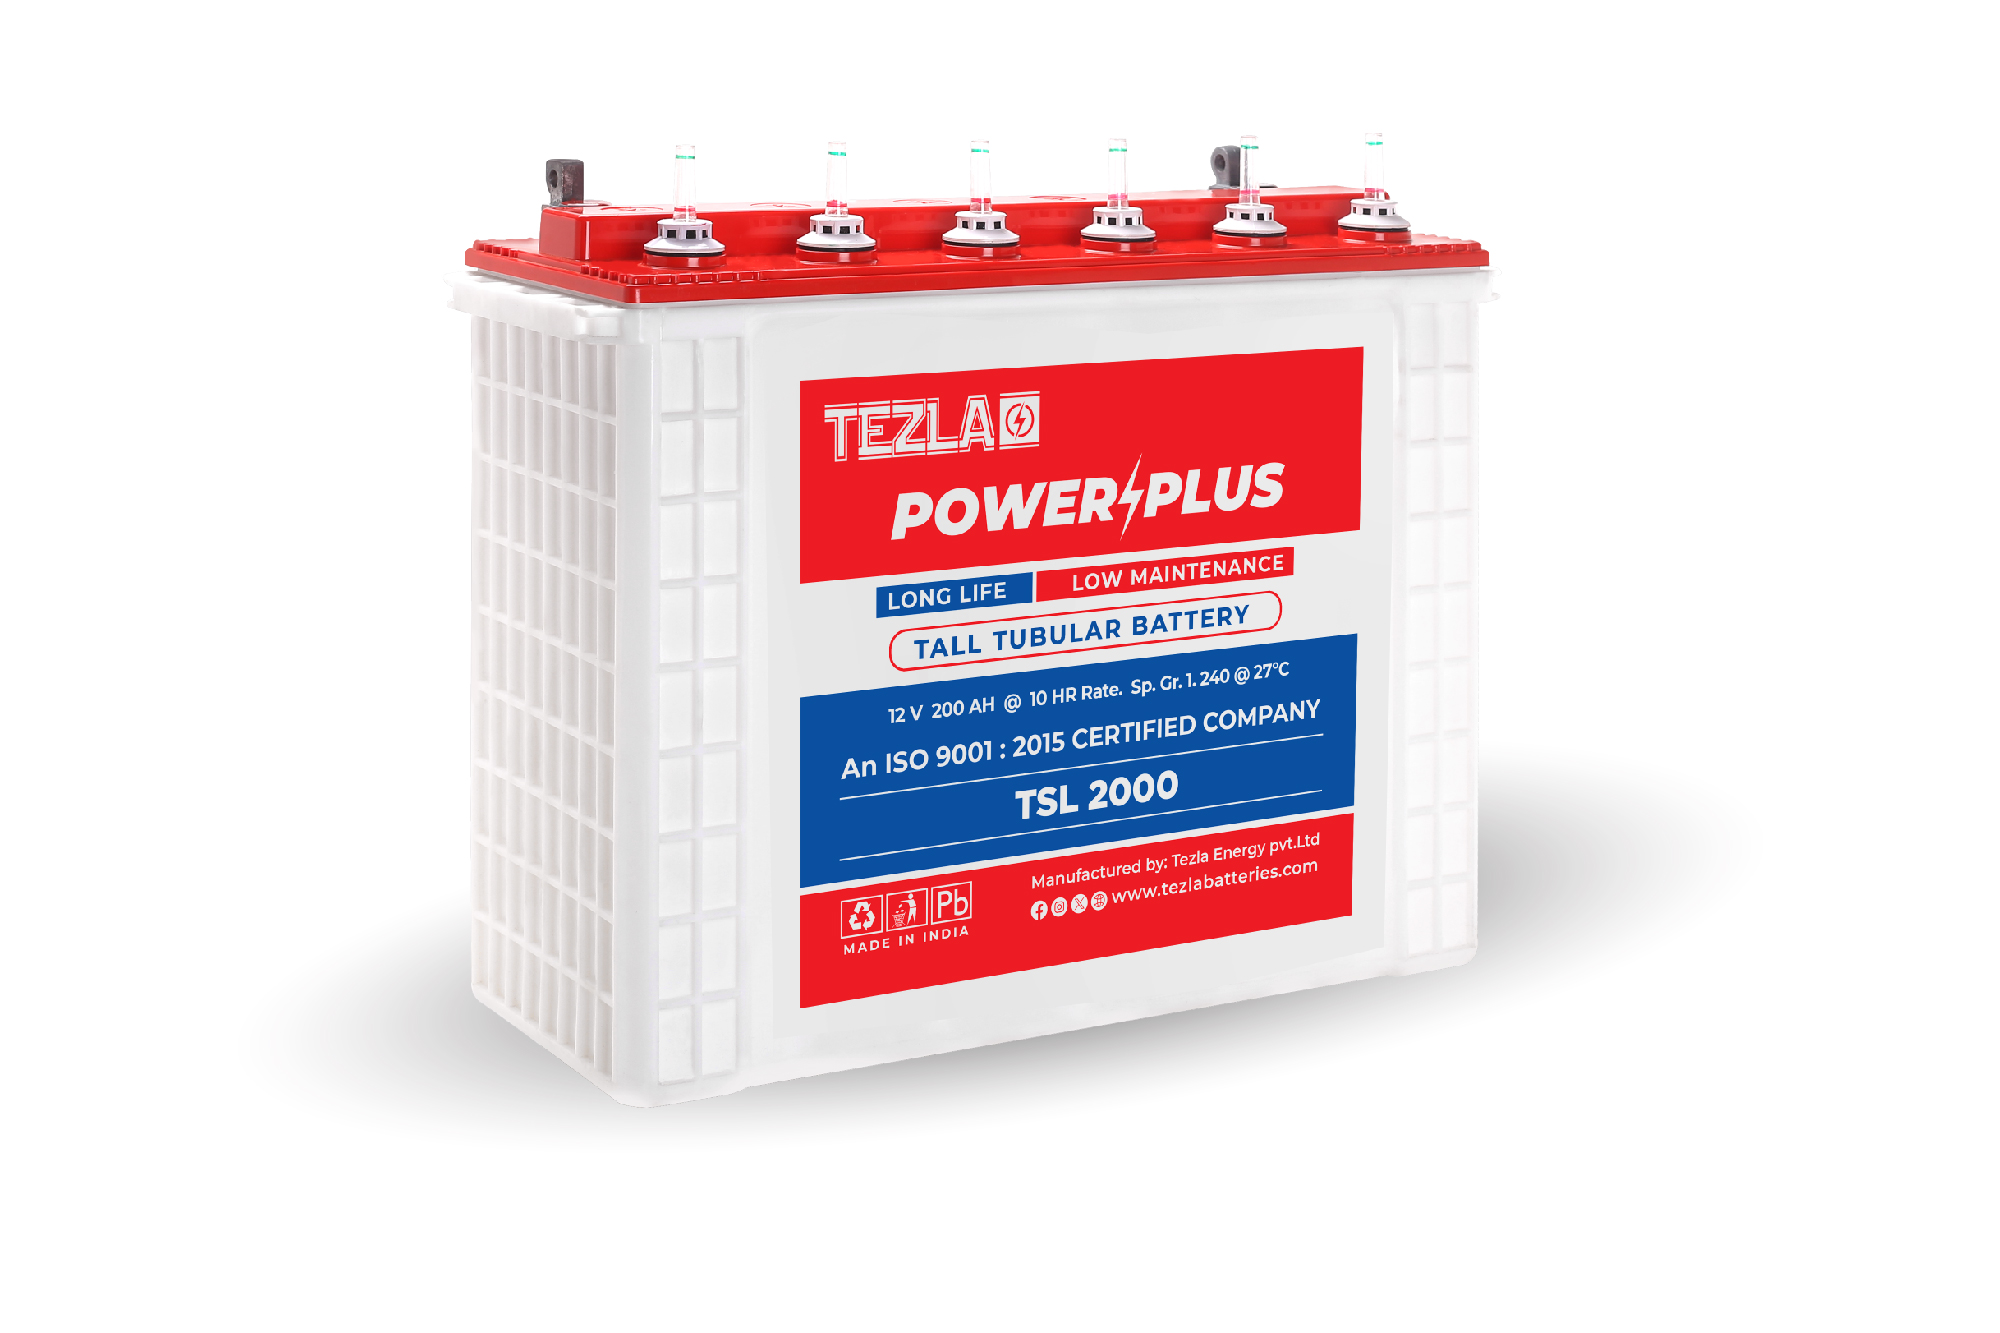 TEZLA
POWER PLUS
LONG LIFE LOW MAINTENANCE
TALL TUBULAR BATTERY
12 V 200 AH @ 10 HR Rate. Sp. Gr. 1. 240 @ 27°C
An ISO 9001 : 2015 CERTIFIED COMPANY
TSL 2000
Manufactured by: Tezla Energy pvt.Ltd
www.tezlabatteries.com
Pb
MADE IN INDIA